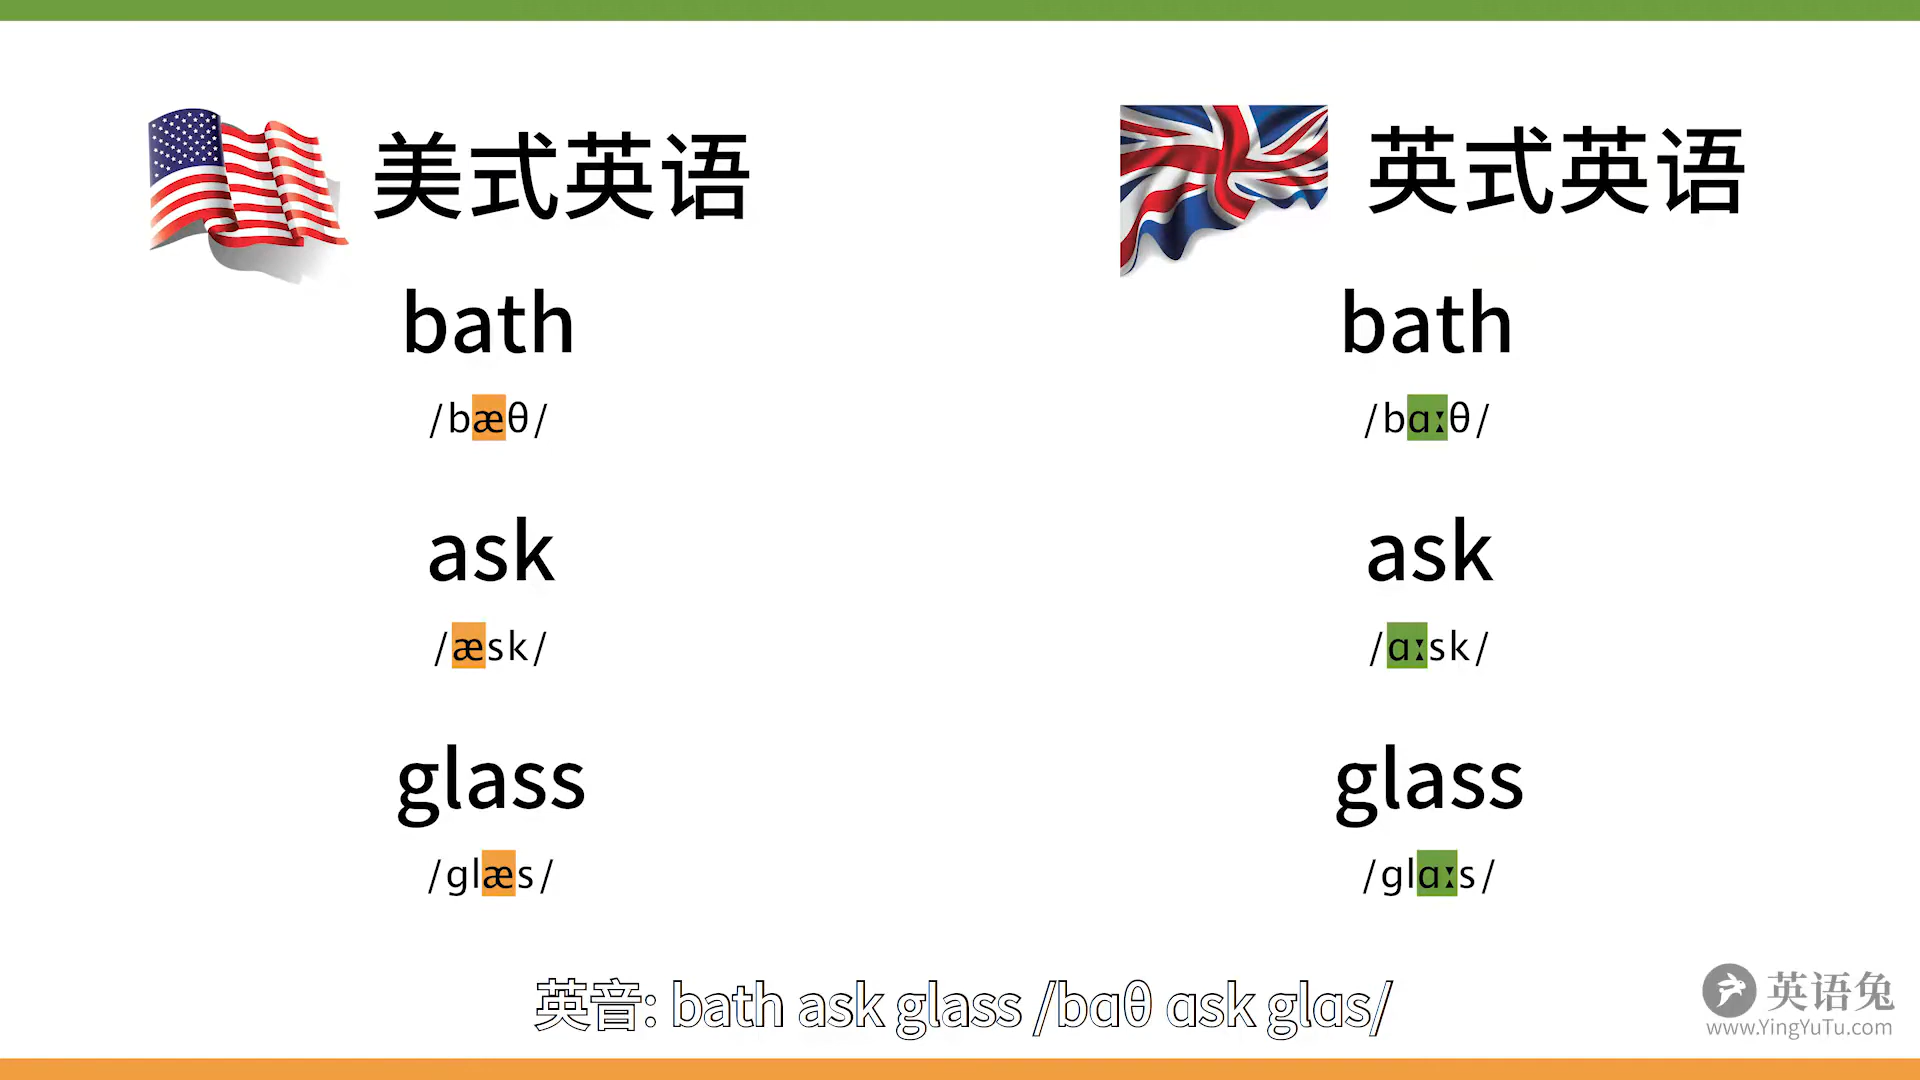 美式英语
bath
/bæθ/
ask
/æsk/
glass
/glæs/
英式英语
bath
/bɑːθ/
ask
/ɑːsk/
glass
/glɑːs/
英音: bath ask glass /bɑθ ɑsk glɑs/
英语兔
www.YingYuTu.com